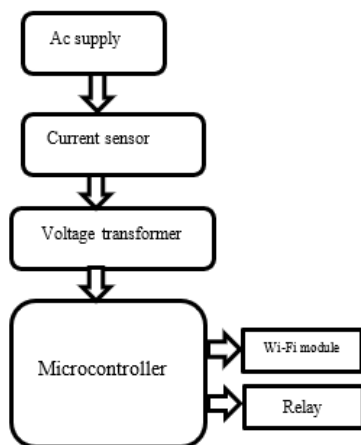 Ac supply
Current sensor
Voltage transformer
Microcontroller
Wi-Fi module
Relay